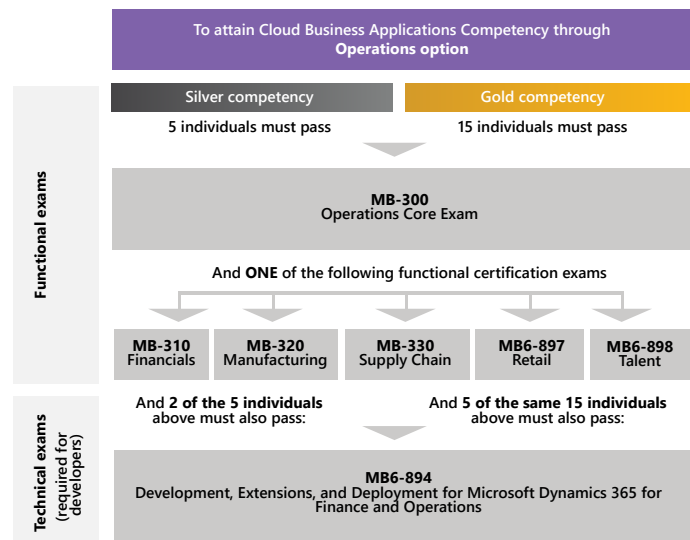 To attain Cloud Business Applications Competency through
Operations option
Silver competency
Gold competency
5 individuals must pass
15 individuals must pass
Functional exams
MB-300
Operations Core Exam
And ONE of the following functional certification exams
MB-310
Financials
MB-320
Manufacturing
MB-330
Supply Chain
MB6-897
Retail
MB6-898
Talent
And 2 of the 5 individuals
above must also pass:
And 5 of the same 15 individuals
above must also pass:
Technical exams
(required for
developers)
MB6-894
Development, Extensions, and Deployment for Microsoft Dynamics 365 for
Finance and Operations